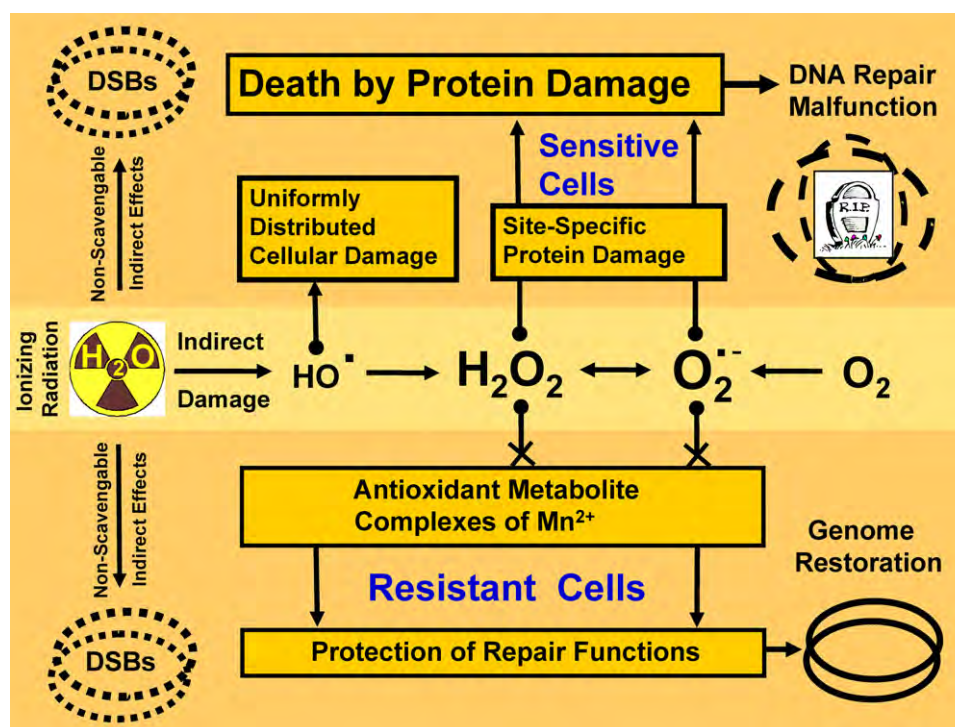 DSBs
Death by Protein Damage
DNA Repair
Malfunction
Sensitive
Cells
Non-Scavengable
Indirect Effects
Uniformly
Distributed
Cellular Damage
Site-Specific
Protein Damage
R.I.P.
Ionizing
Radiation
H2O
Indirect
Damage
HO·
H₂O₂
O₂·⁻
O₂
Non-Scavengable
Indirect Effects
Antioxidant Metabolite
Complexes of Mn²⁺
Genome
Restoration
Resistant Cells
DSBs
Protection of Repair Functions